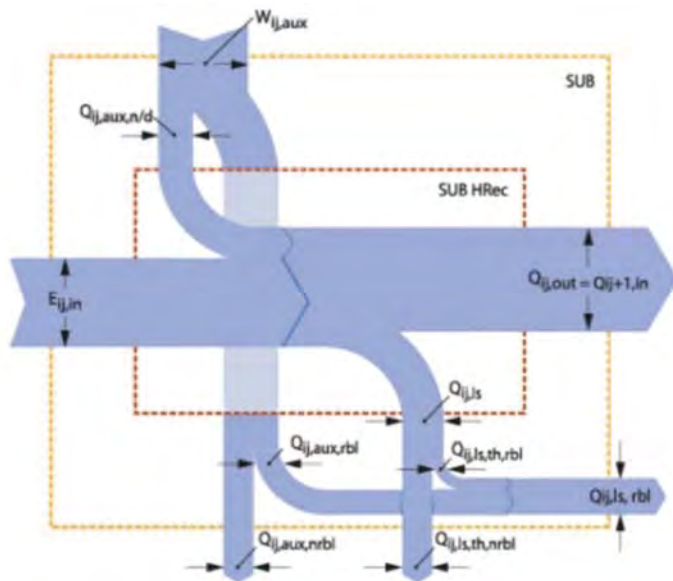 Wij,aux
SUB
Qij,aux,n/d
SUB HRec
Eij,in
Qij,out = Qij+1,in
Qij,ls
Qij,aux,rbl
Qij,ls,th,rbl
Qij,ls, rbl
Qij,aux,nrbl
Qij,ls,th,nrbl